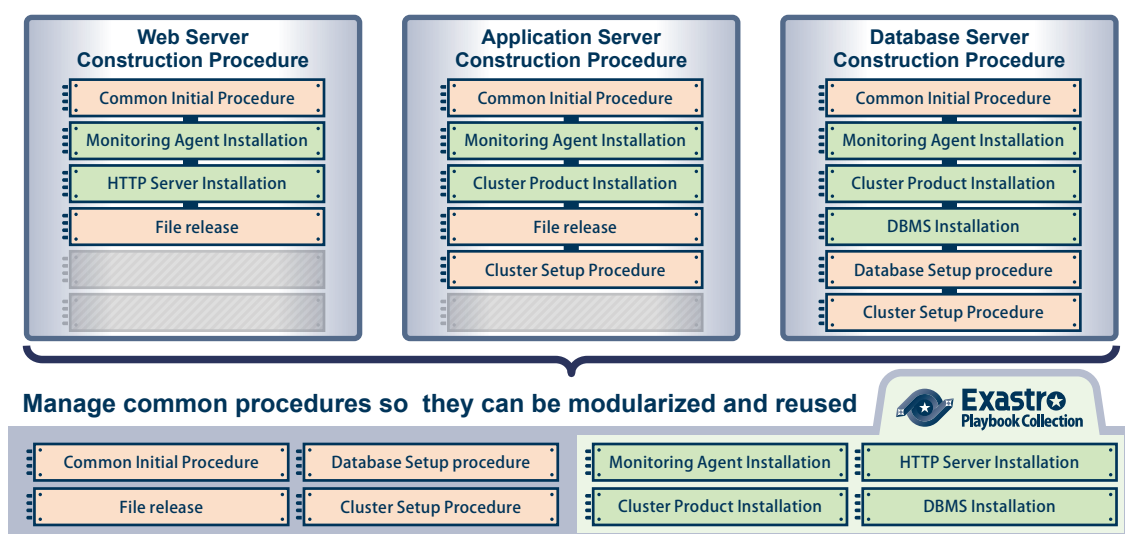 Web Server
Construction Procedure
Common Initial Procedure
Monitoring Agent Installation
HTTP Server Installation
File release
Application Server
Construction Procedure
Common Initial Procedure
Monitoring Agent Installation
Cluster Product Installation
File release
Cluster Setup Procedure
Database Server
Construction Procedure
Common Initial Procedure
Monitoring Agent Installation
Cluster Product Installation
DBMS Installation
Database Setup procedure
Cluster Setup Procedure
Manage common procedures so they can be modularized and reused
Exastro
Playbook Collection
Common Initial Procedure
Database Setup procedure
File release
Cluster Setup Procedure
Monitoring Agent Installation
HTTP Server Installation
Cluster Product Installation
DBMS Installation